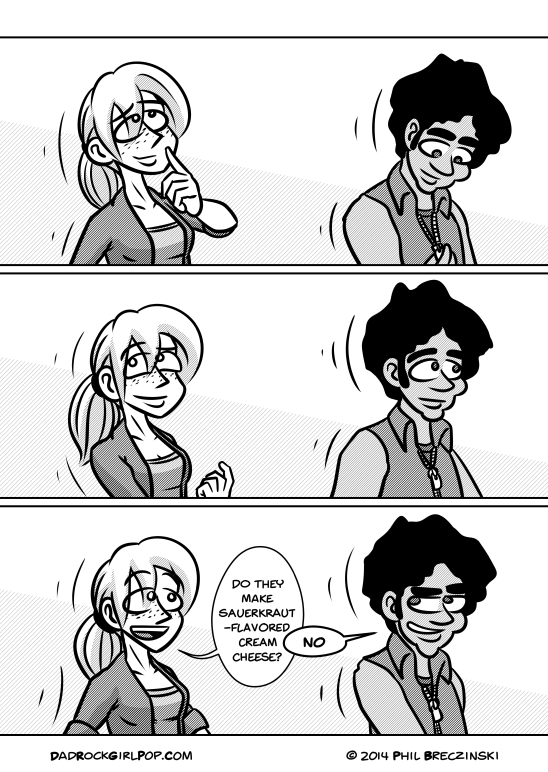 DO THEY
MAKE
SAUERKRAUT
-FLAVORED
CREAM
CHEESE?
NO
DADROCKGIRLPOP.COM
© 2014 PHIL BRECZINSKI